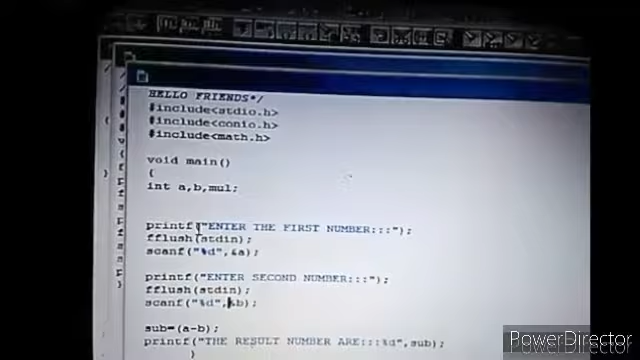 HELLO FRIENDS*/
#include<stdio.h>
#include<conio.h>
#include<math.h>
void main()
{
int a,b,mul;
printf("ENTER THE FIRST NUMBER:::");
fflush(stdin);
scanf("%d",&a);
printf("ENTER SECOND NUMBER:::");
fflush(stdin);
scanf("%d",&b);
sub=(a-b);
printf("THE RESULT NUMBER ARE:::%d",sub);
}
PowerDirector
PowerDirector